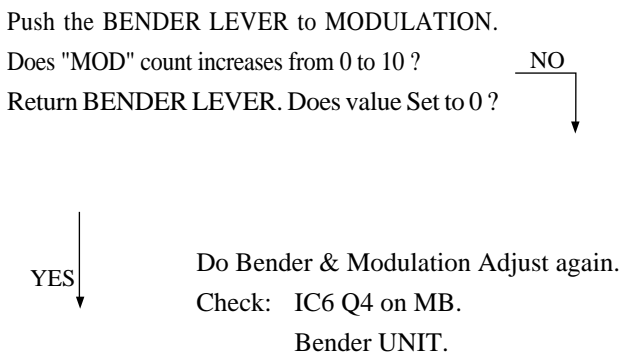 Push the BENDER LEVER to MODULATION.
Does "MOD" count increases from 0 to 10 ?
NO
Return BENDER LEVER. Does value Set to 0 ?
YES
Do Bender & Modulation Adjust again.
Check: IC6 Q4 on MB.
Bender UNIT.